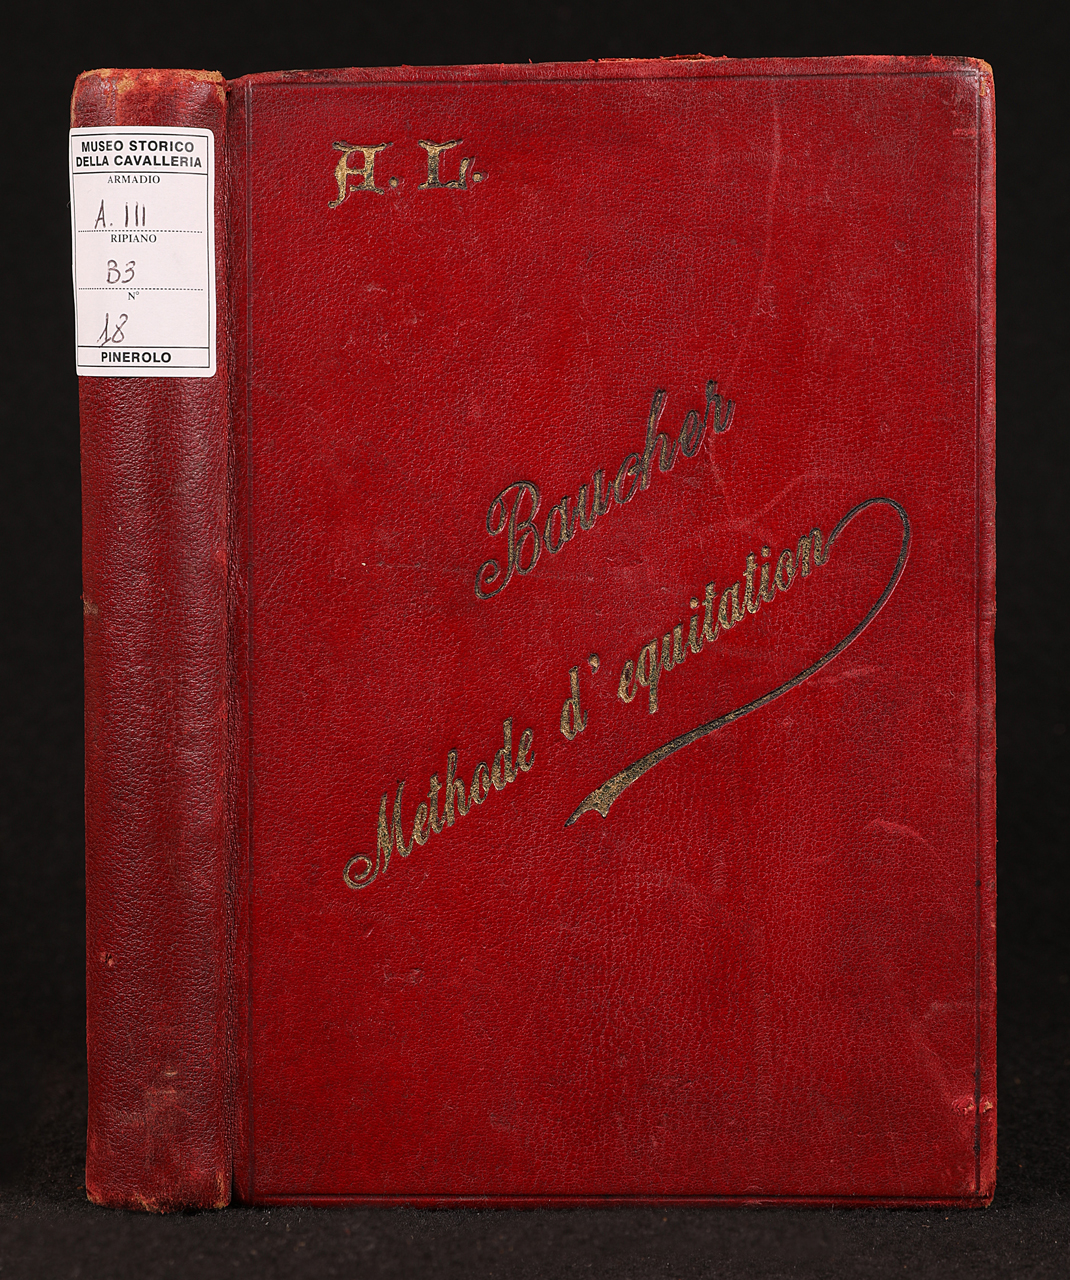 MUSEO STORICO
DELLA CAVALLERIA
ARMADIO
A. III
RIPIANO
B3
N°
18
PINEROLO
A. L.
Baucher
Methode d'equitation